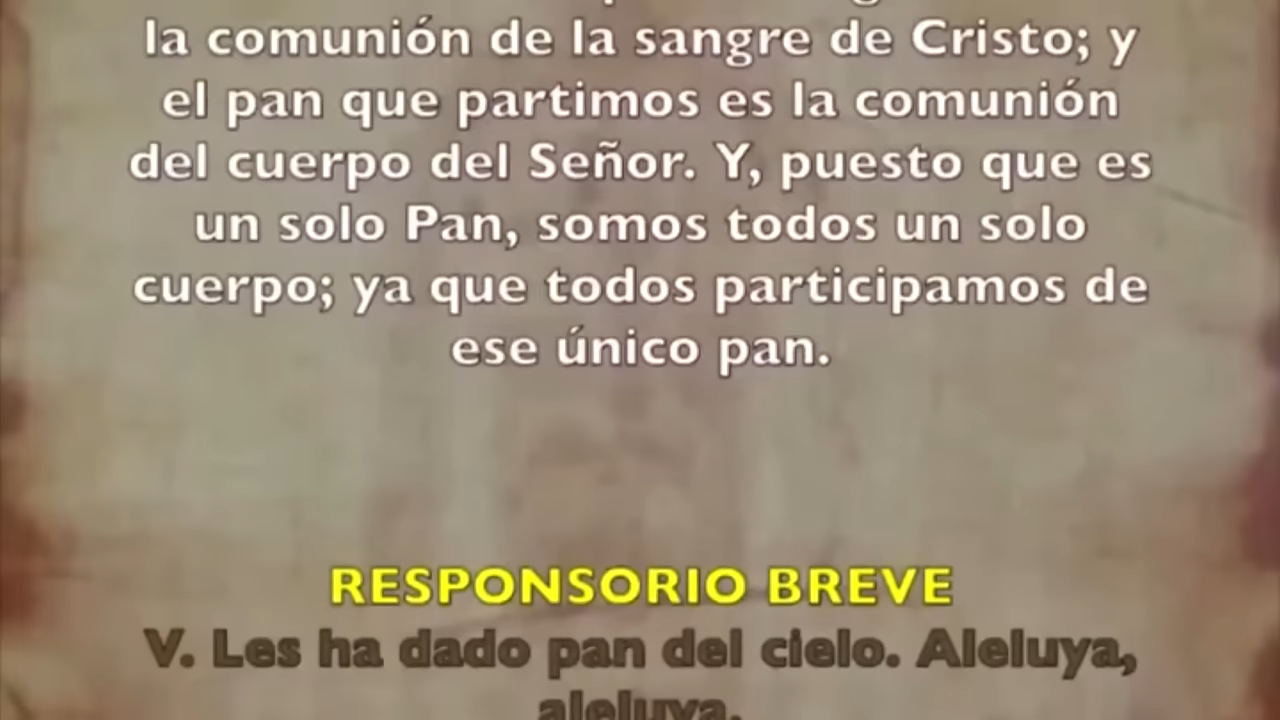 la comunión de la sangre de Cristo; y
el pan que partimos es la comunión
del cuerpo del Señor. Y, puesto que es
un solo Pan, somos todos un solo
cuerpo; ya que todos participamos de
ese único pan.
RESPONSORIO BREVE
V. Les ha dado pan del cielo. Aleluya,
aleluya.